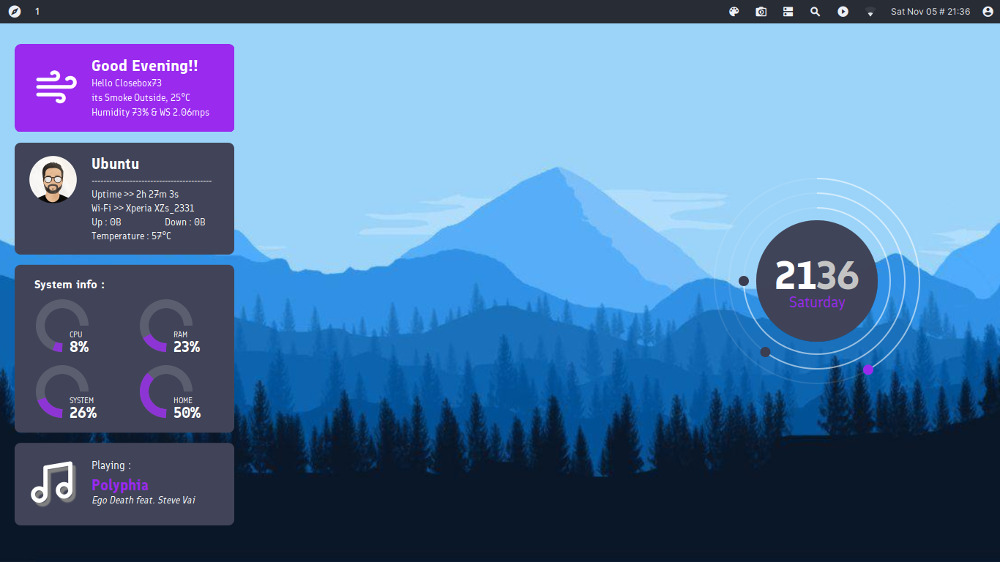 1
Sat Nov 05 # 21:36
Good Evening!!
Hello Closebox73
its Smoke Outside, 25°C
Humidity 73% & WS 2.06mps
Ubuntu
----------------------------------------
Uptime >> 2h 27m 3s
Wi-Fi >> Xperia XZs_2331
Up : 0B Down : 0B
Temperature : 57°C
System info :
CPU
8%
RAM
23%
SYSTEM
26%
HOME
50%
Playing :
Polyphia
Ego Death feat. Steve Vai
2136
Saturday